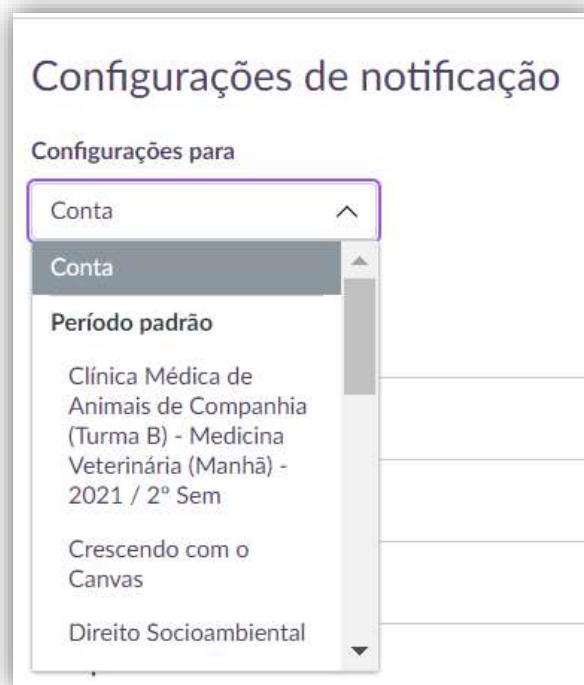 Configurações de notificação
Configurações para
Conta
Conta
Período padrão
Clínica Médica de
Animais de Companhia
(Turma B) - Medicina
Veterinária (Manhã) -
2021 / 2º Sem
Crescendo com o
Canvas
Direito Socioambiental